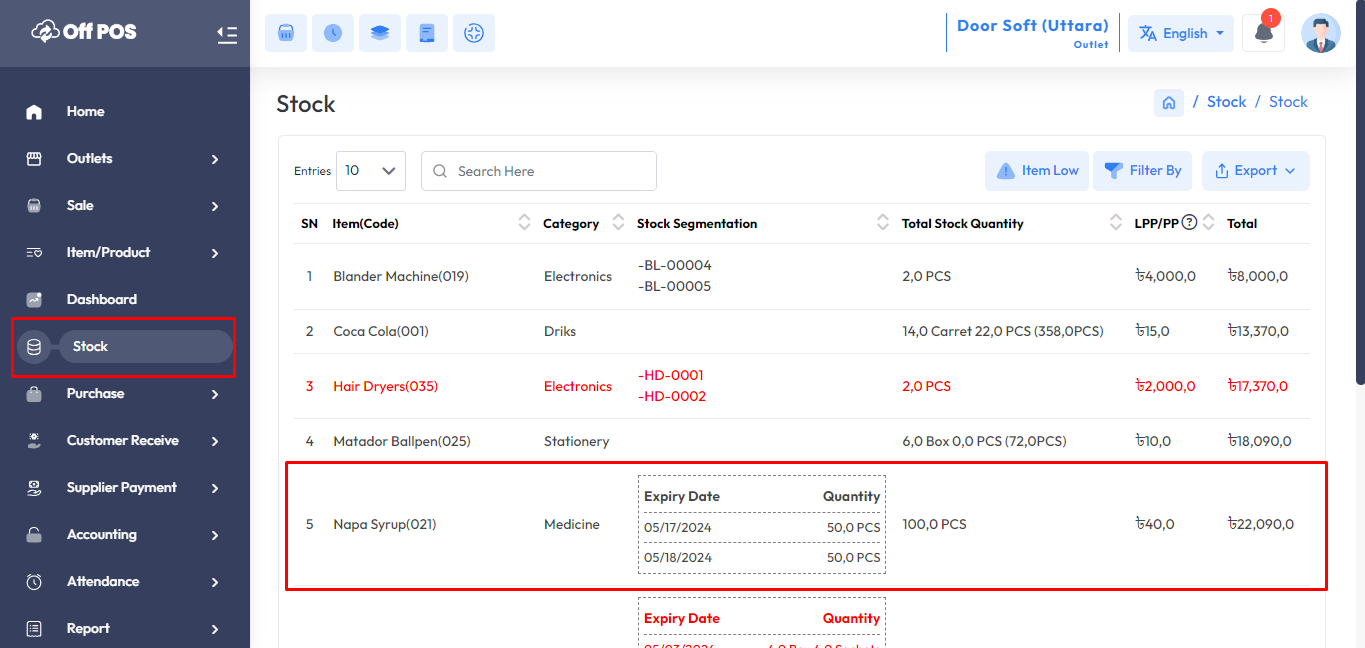 Off POS
Door Soft (Uttara)
Outlet
English
1
Home
Outlets
Sale
Item/Product
Dashboard
Stock
Purchase
Customer Receive
Supplier Payment
Accounting
Attendance
Report
Stock
/ Stock / Stock
Entries 10 Search Here Item Low Filter By Export
SN Item(Code) Category Stock Segmentation Total Stock Quantity LPP/PP Total
1 Blander Machine(019) Electronics -BL-00004 2,0 PCS ৳4,000,0 ৳8,000,0
-BL-00005
2 Coca Cola(001) Driks 14,0 Carret 22,0 PCS (358,0PCS) ৳15,0 ৳13,370,0
3 Hair Dryers(035) Electronics -HD-0001 2,0 PCS ৳2,000,0 ৳17,370,0
-HD-0002
4 Matador Ballpen(025) Stationery 6,0 Box 0,0 PCS (72,0PCS) ৳10,0 ৳18,090,0
Expiry Date Quantity
5 Napa Syrup(021) Medicine 05/17/2024 50,0 PCS 100,0 PCS ৳40,0 ৳22,090,0
05/18/2024 50,0 PCS
Expiry Date Quantity